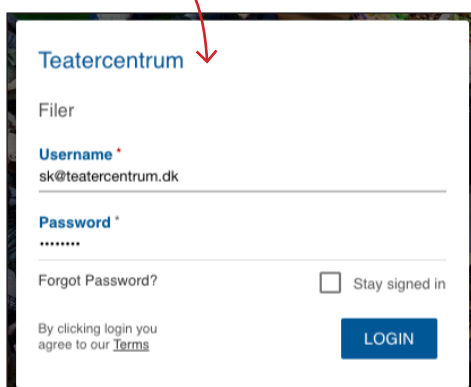 Teatercentrum
Filer
Username *
sk@teatercentrum.dk
Password *
••••••••
Forgot Password?
Stay signed in
By clicking login you
agree to our Terms
LOGIN